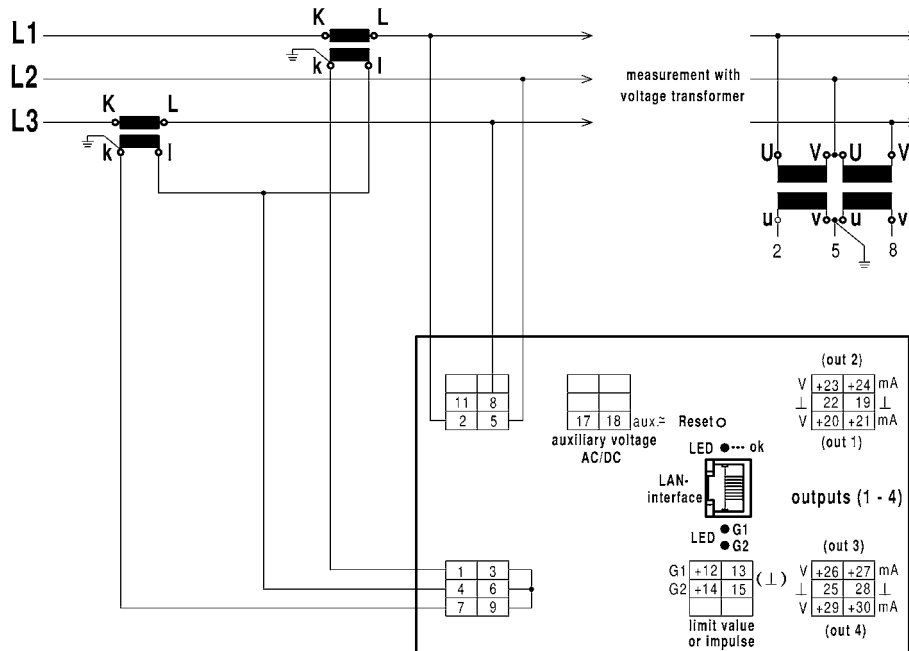 K L
L1
k l
L2
measurement with
voltage transformer
K L
L3
k l
U V U V
u v u v
2 5 8
(out 2)
V +23 +24 mA
11 8
⊥ 22 19 ⊥
2 5
17 18 aux.≂ Reset
V +20 +21 mA
auxiliary voltage
AC/DC
(out 1)
LED --- ok
LAN-
interface
outputs (1 - 4)
G1
LED
G2
(out 3)
1 3
G1 +12 13 (⊥)
V +26 +27 mA
4 6
G2 +14 15
⊥ 25 28 ⊥
7 9
V +29 +30 mA
limit value
or impulse
(out 4)